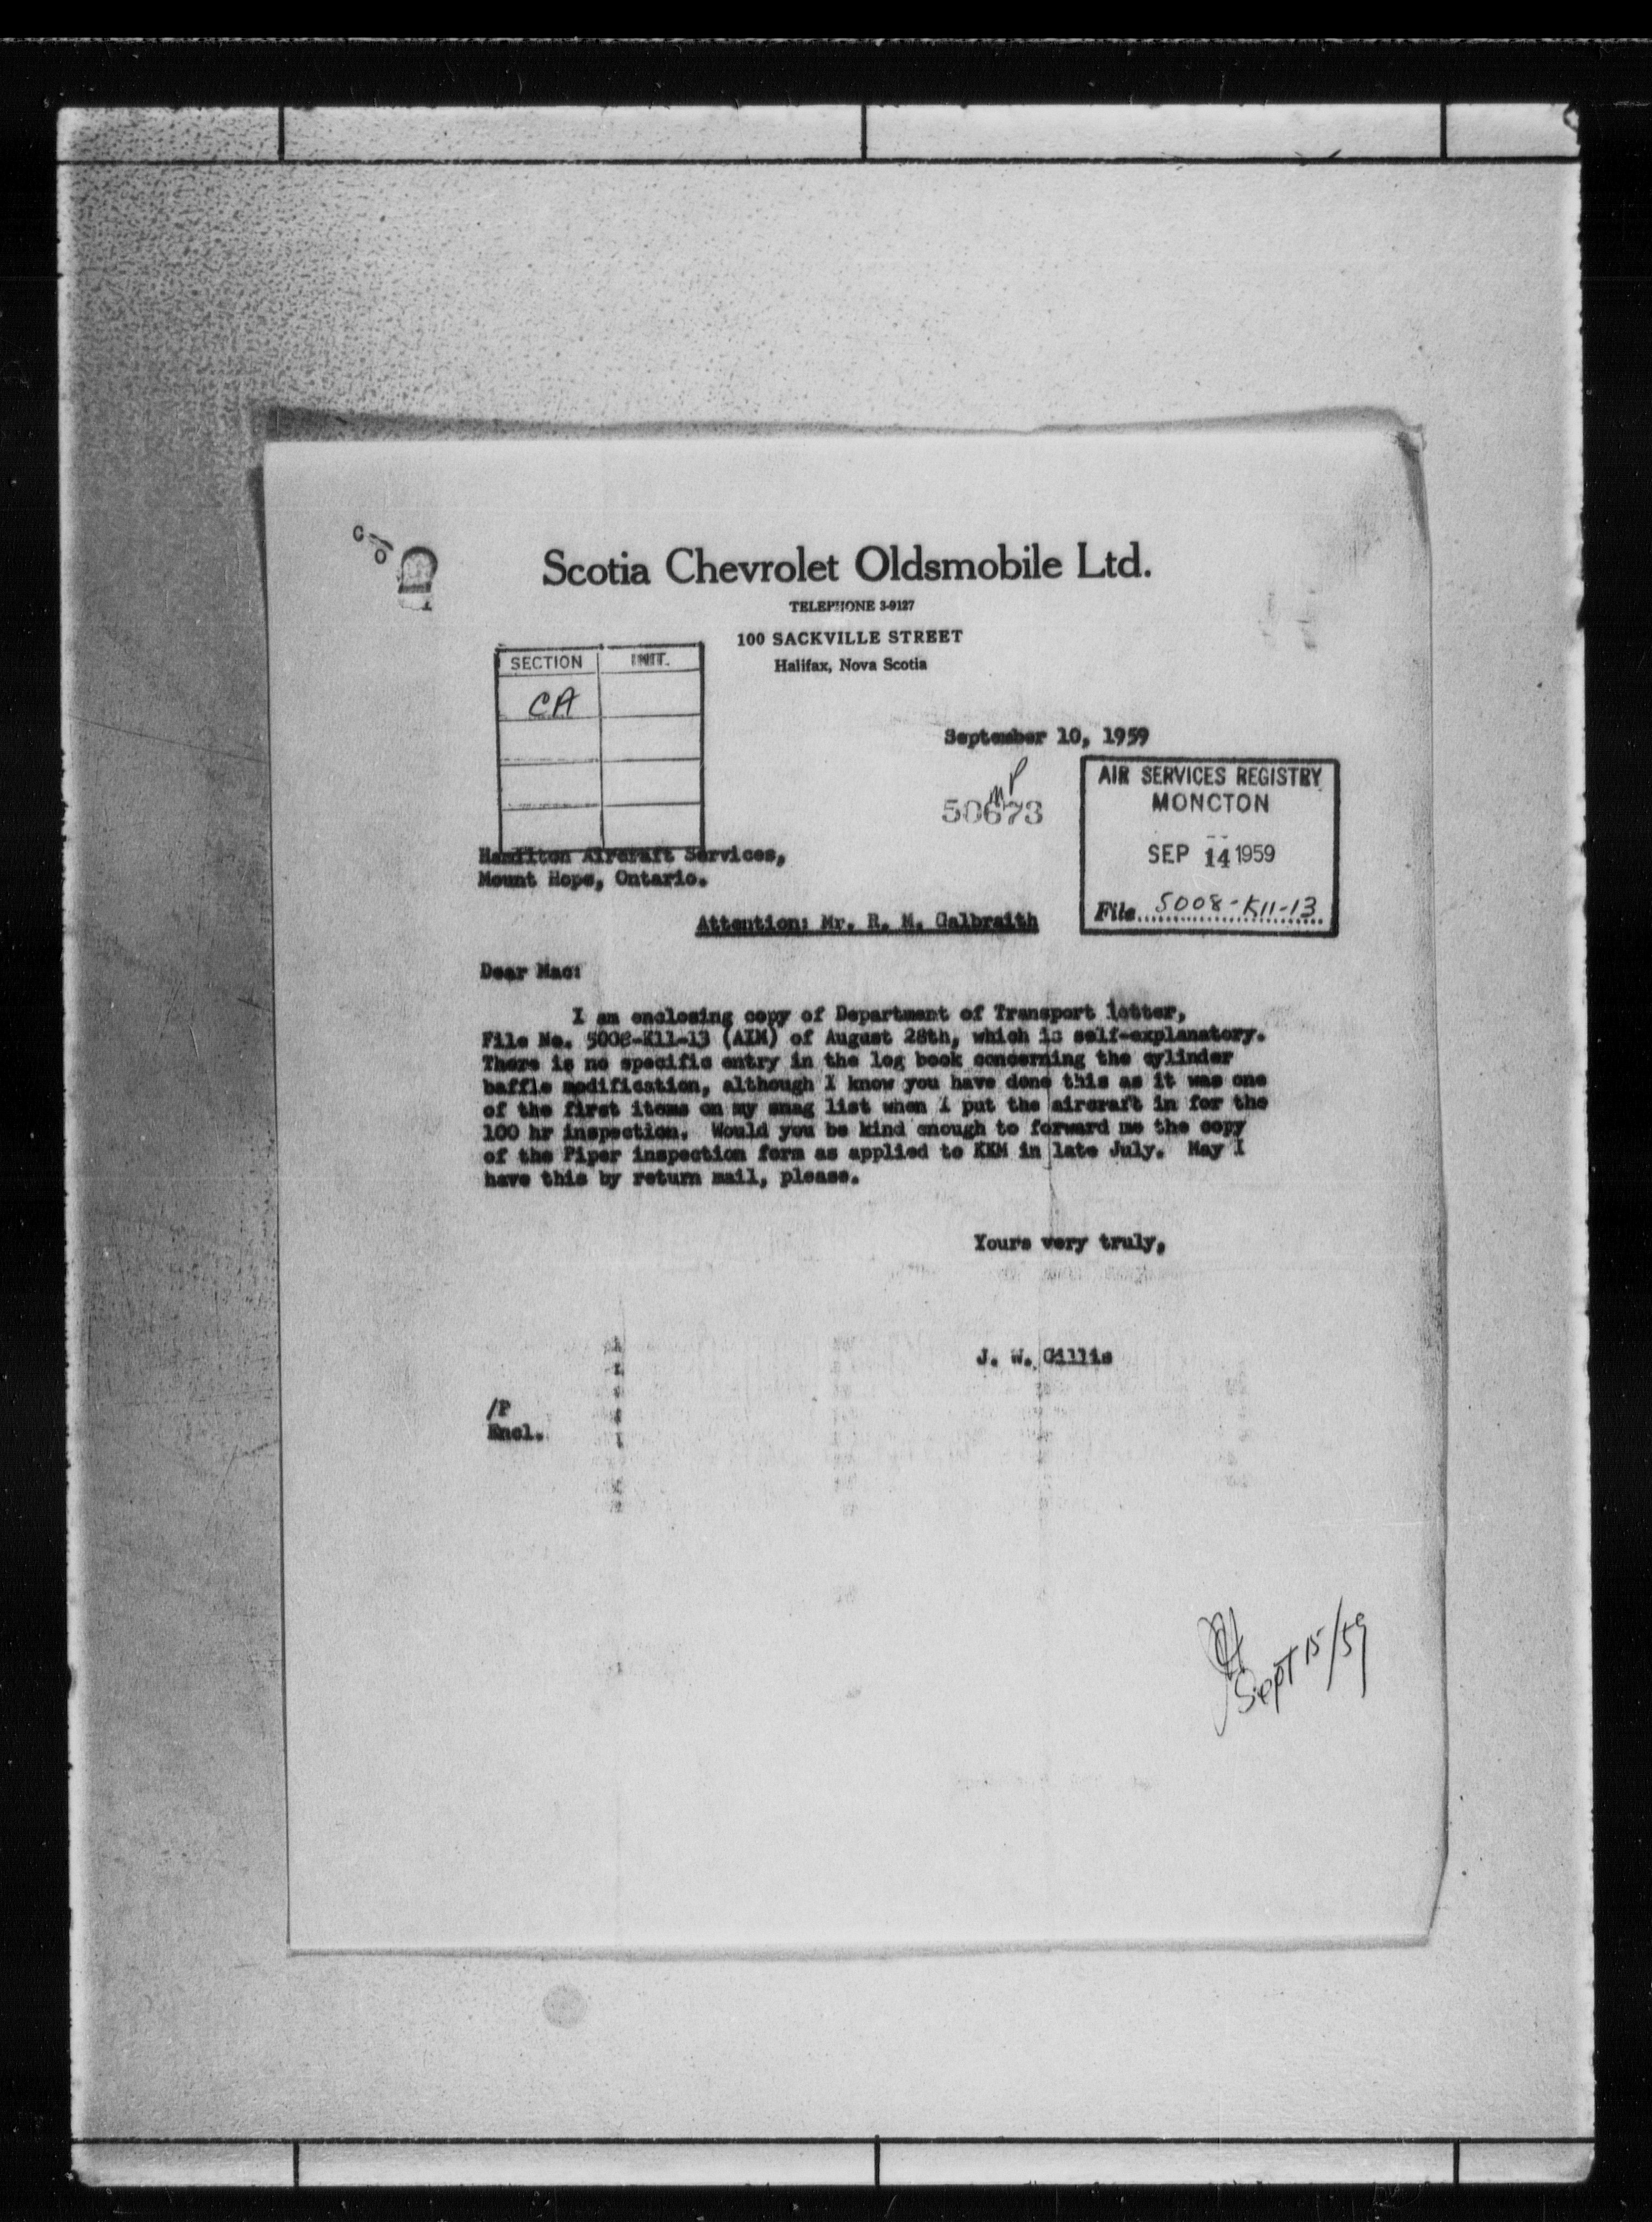 Scotia Chevrolet Oldsmobile Ltd.
TELEPHONE 3-9127
100 SACKVILLE STREET
Halifax, Nova Scotia
SECTION UNIT.
CA
September 10, 1959
50673
AIR SERVICES REGISTRY
MONCTON
SEP 14 1959
File 5008-K11-13
Hamilton Aircraft Services,
Mount Hope, Ontario.
Attention: Mr. R. M. Galbraith
Dear Mac:
I am enclosing copy of Department of Transport letter,
File No. 5008-K11-13 (AIM) of August 28th, which is self-explanatory.
There is no specific entry in the log book concerning the cylinder
baffle modification, although I know you have done this as it was one
of the first items on my snag list when I put the aircraft in for the
100 hr inspection. Would you be kind enough to forward me the copy
of the Piper inspection form as applied to KKM in late July. May I
have this by return mail, please.
Yours very truly,
J. W. Gillis
/P
Encl.
Sept 15/59